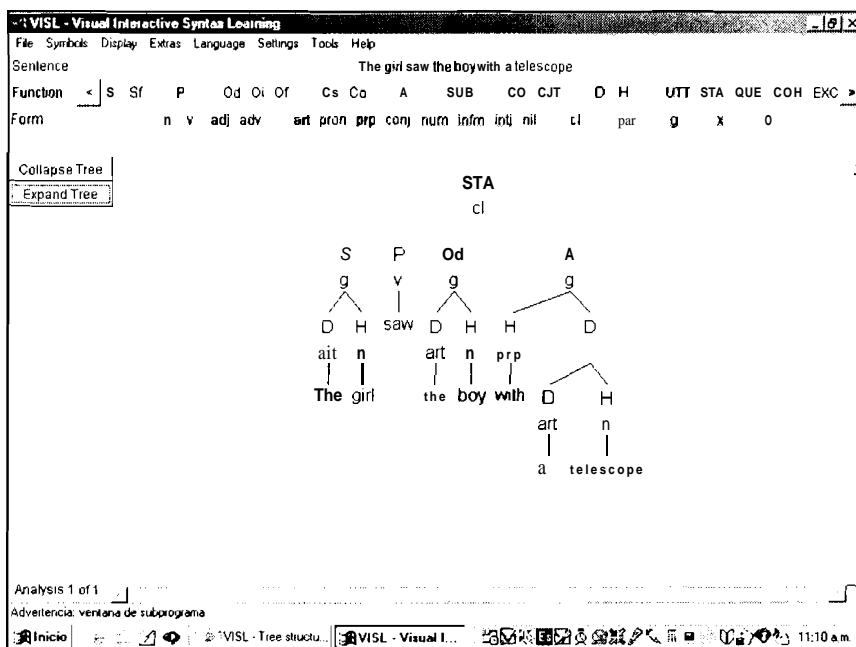 VISL - Visual Interactive Syntax Learning
File Symbols Display Extras Language Settings Tools Help
Sentence The girl saw the boy with a telescope
Function < S Sf P Od Oi Of Cs Co A SUB CO CJT D H UTT STA QUE COH EXC >
Form n v adj adv art pron prp conj num infm intj nil cl par g x 0
Collapse Tree
Expand Tree
STA
cl
S P Od A
g v g g
D H saw D H H D
ait n art n prp
The girl the boy with D H
art n
a telescope
Analysis 1 of 1
Advertencia: ventana de subprograma
Inicio VISL - Tree structu... VISL - Visual I... Es 11:10 a.m.